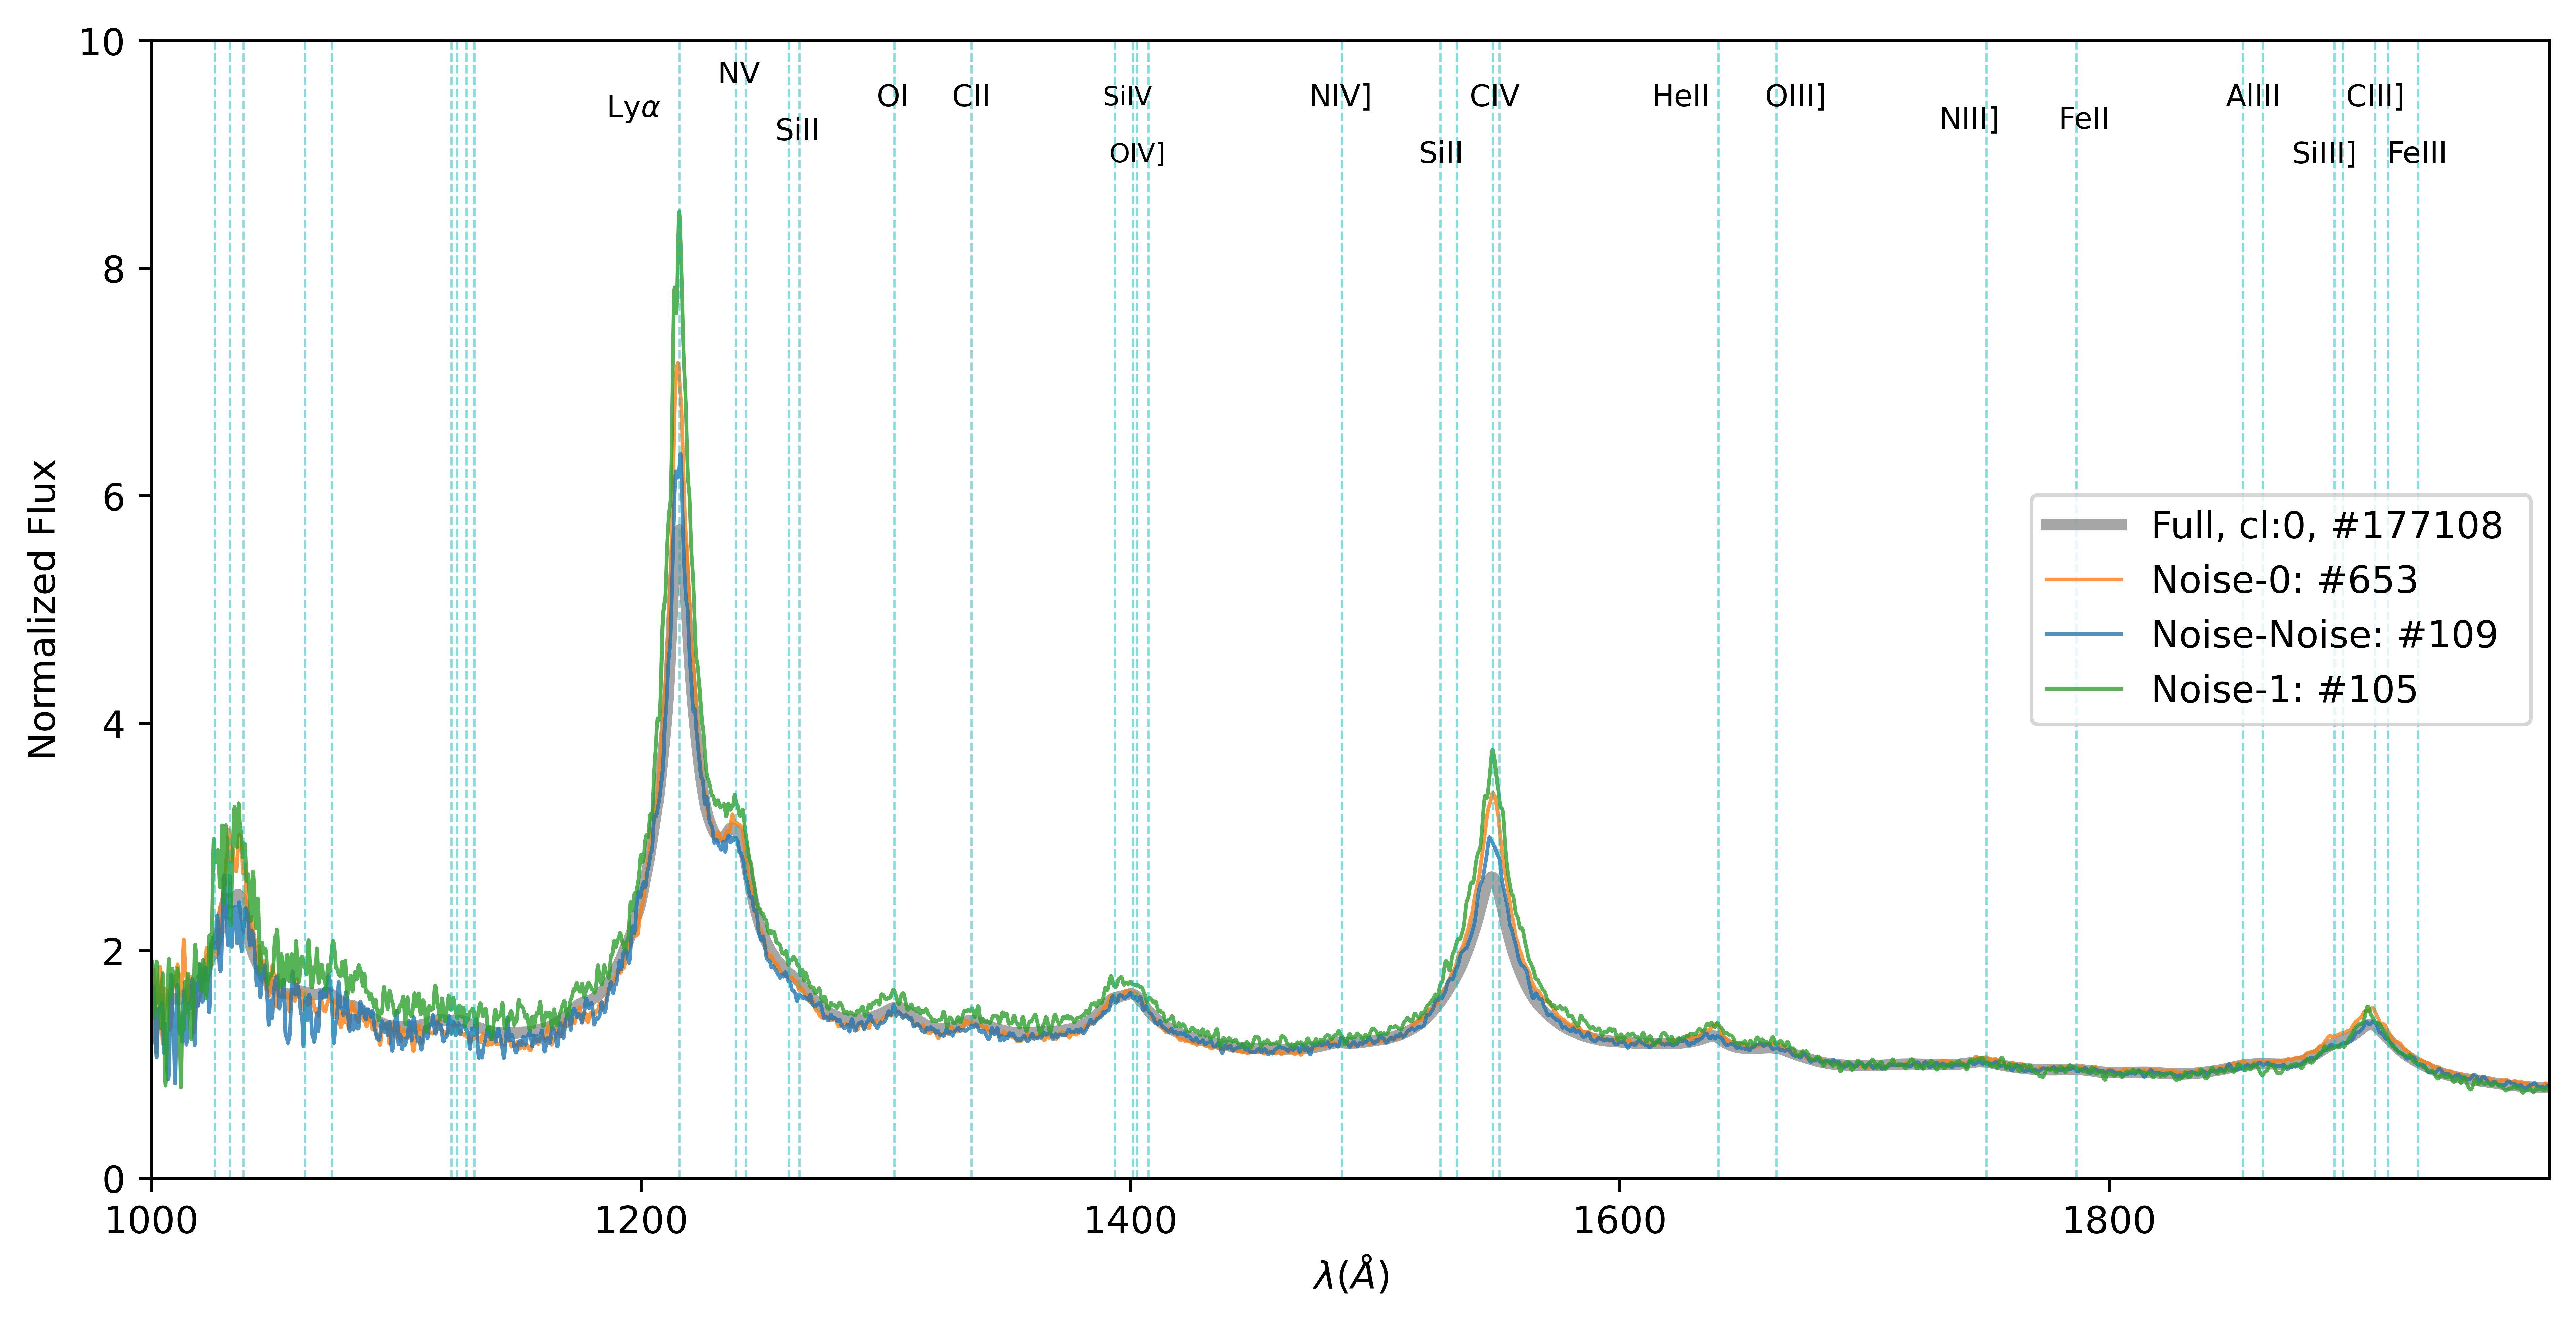 10
8
6
4
2
0
Normalized Flux
1000 1200 1400 1600 1800
λ(Å)
Lyα
NV
SiII
OI
CII
SiIV
OIV]
NIV]
SiII
CIV
HeII
OIII]
NIII]
FeII
AlIII
SiIII]
CIII]
FeIII
Full, cl:0, #177108
Noise-0: #653
Noise-Noise: #109
Noise-1: #105